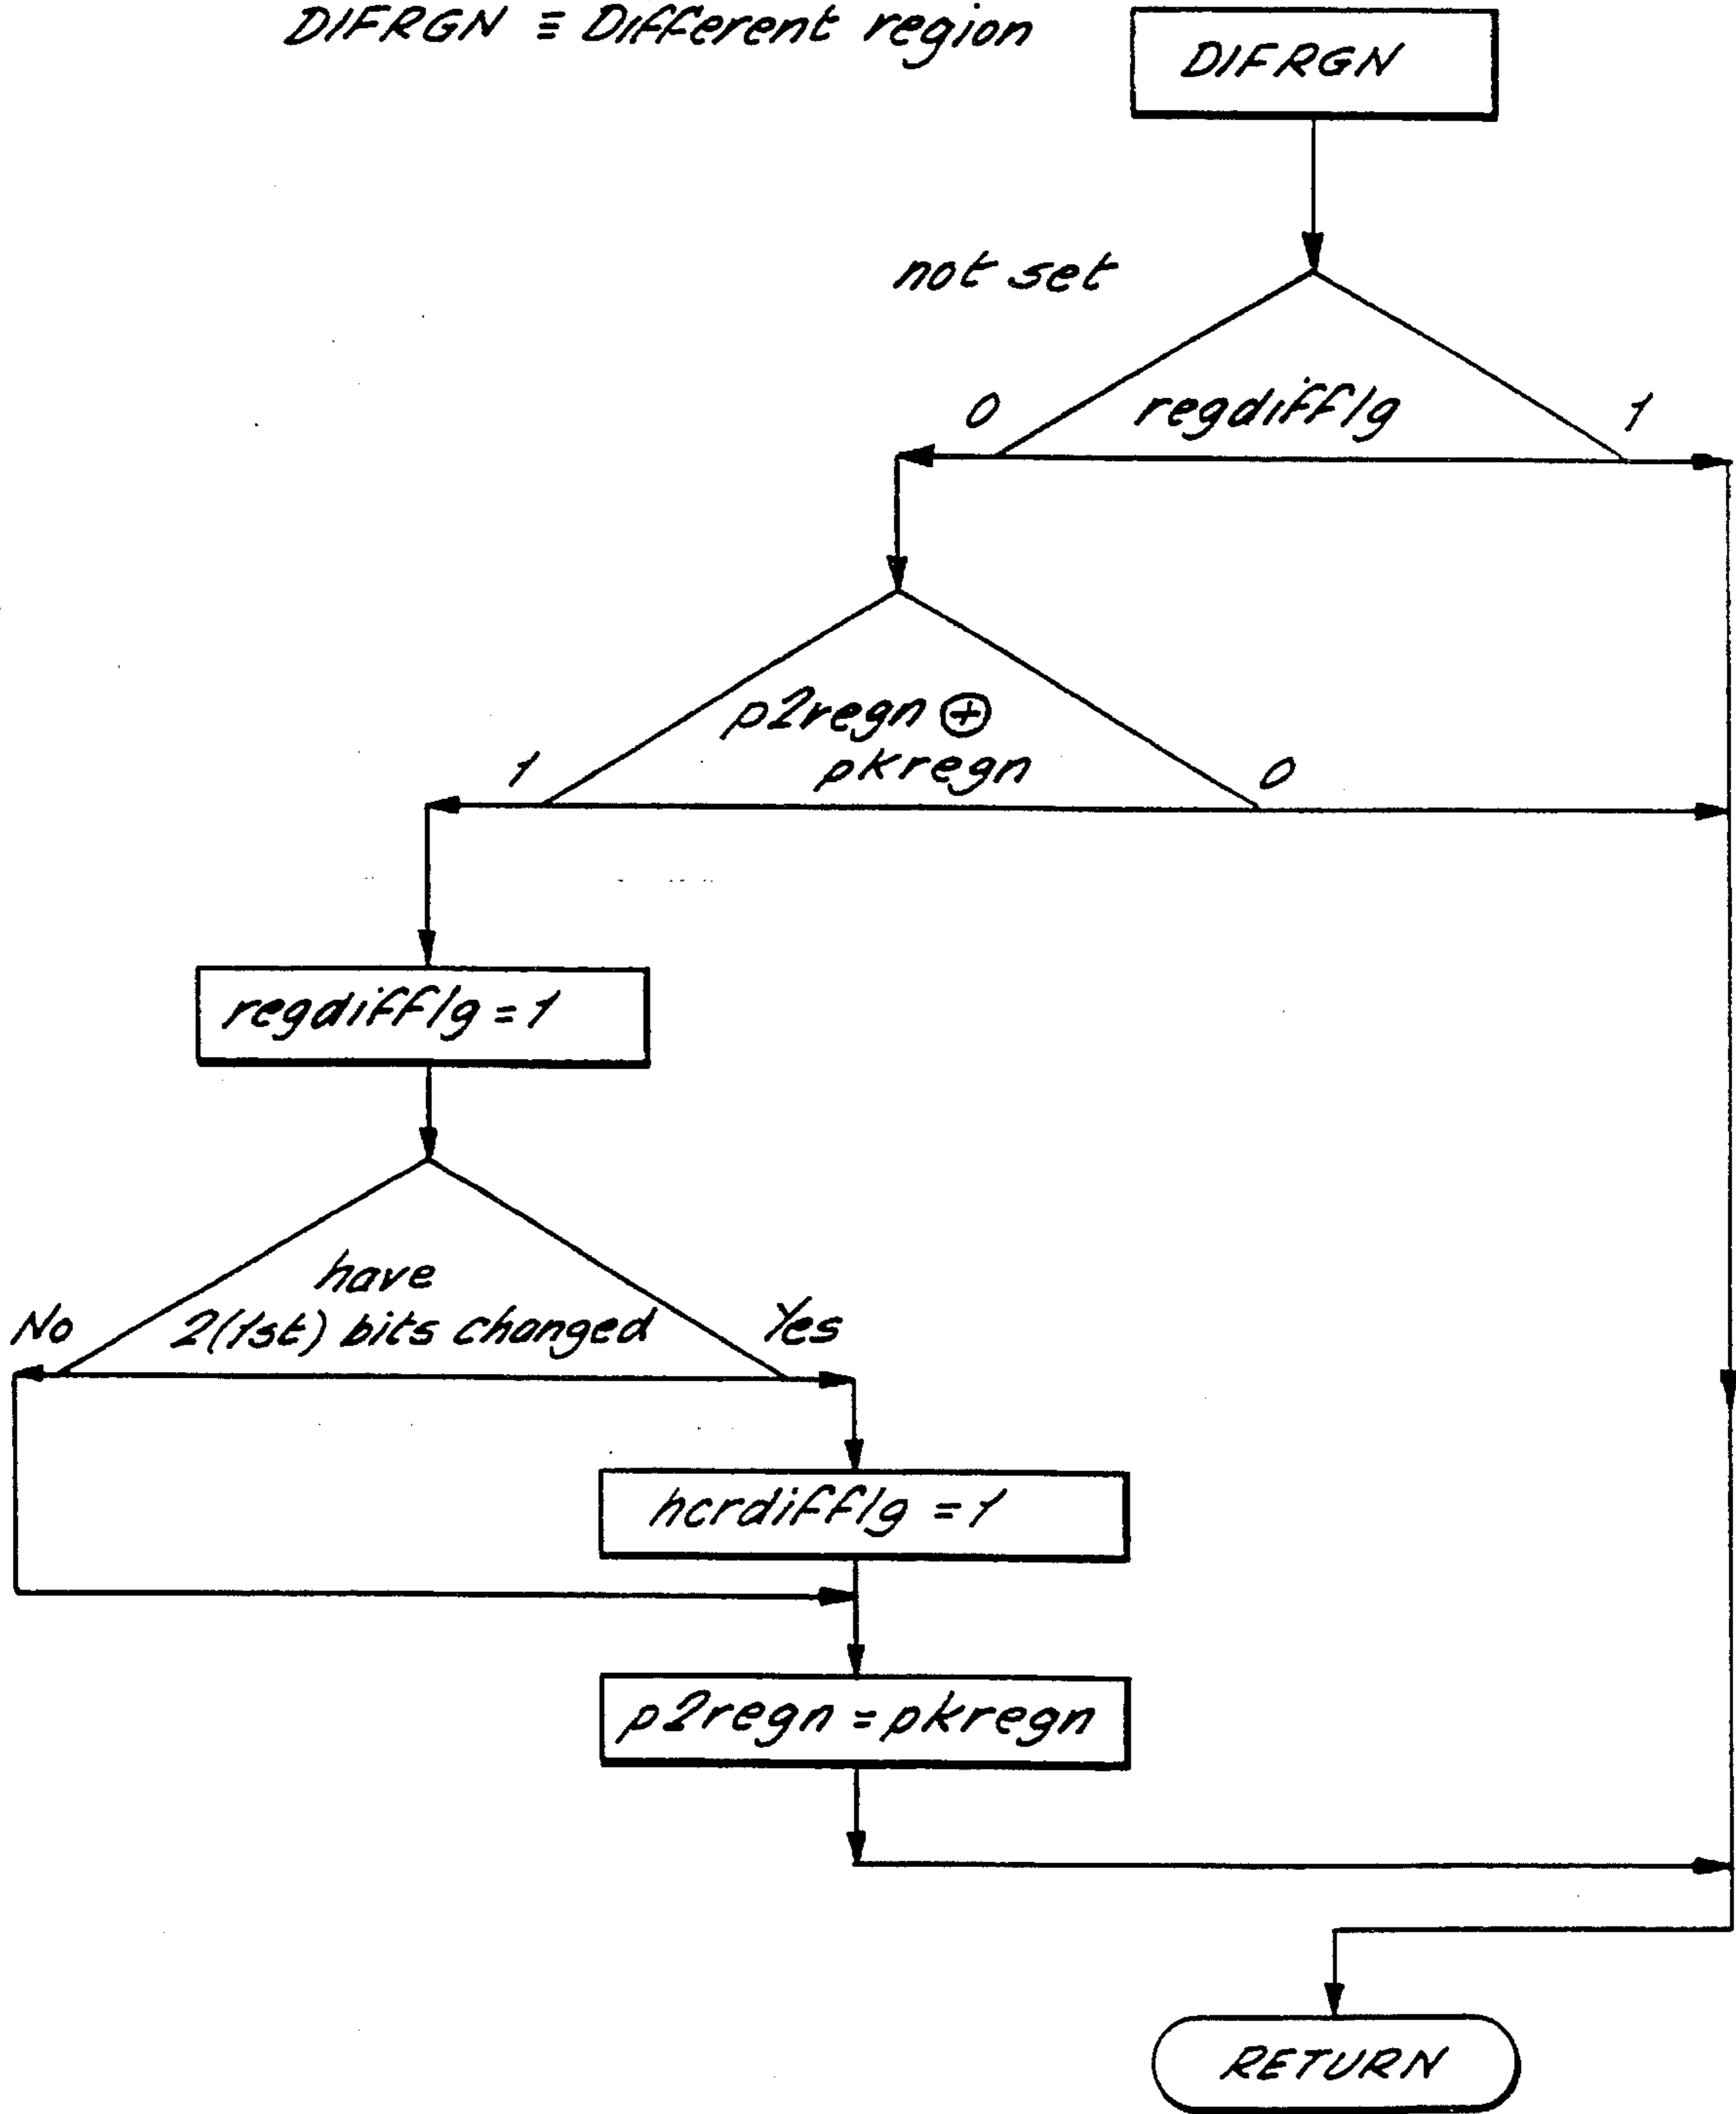 DIFRGN ≡ Different region
DIFRGN
not set
0
regdifflg
1
p2regn ⊕
pkregn
1
0
regdifflg = 1
have
2(1st) bits changed
No
Yes
hcrdifflg = 1
p2regn = pkregn
RETURN